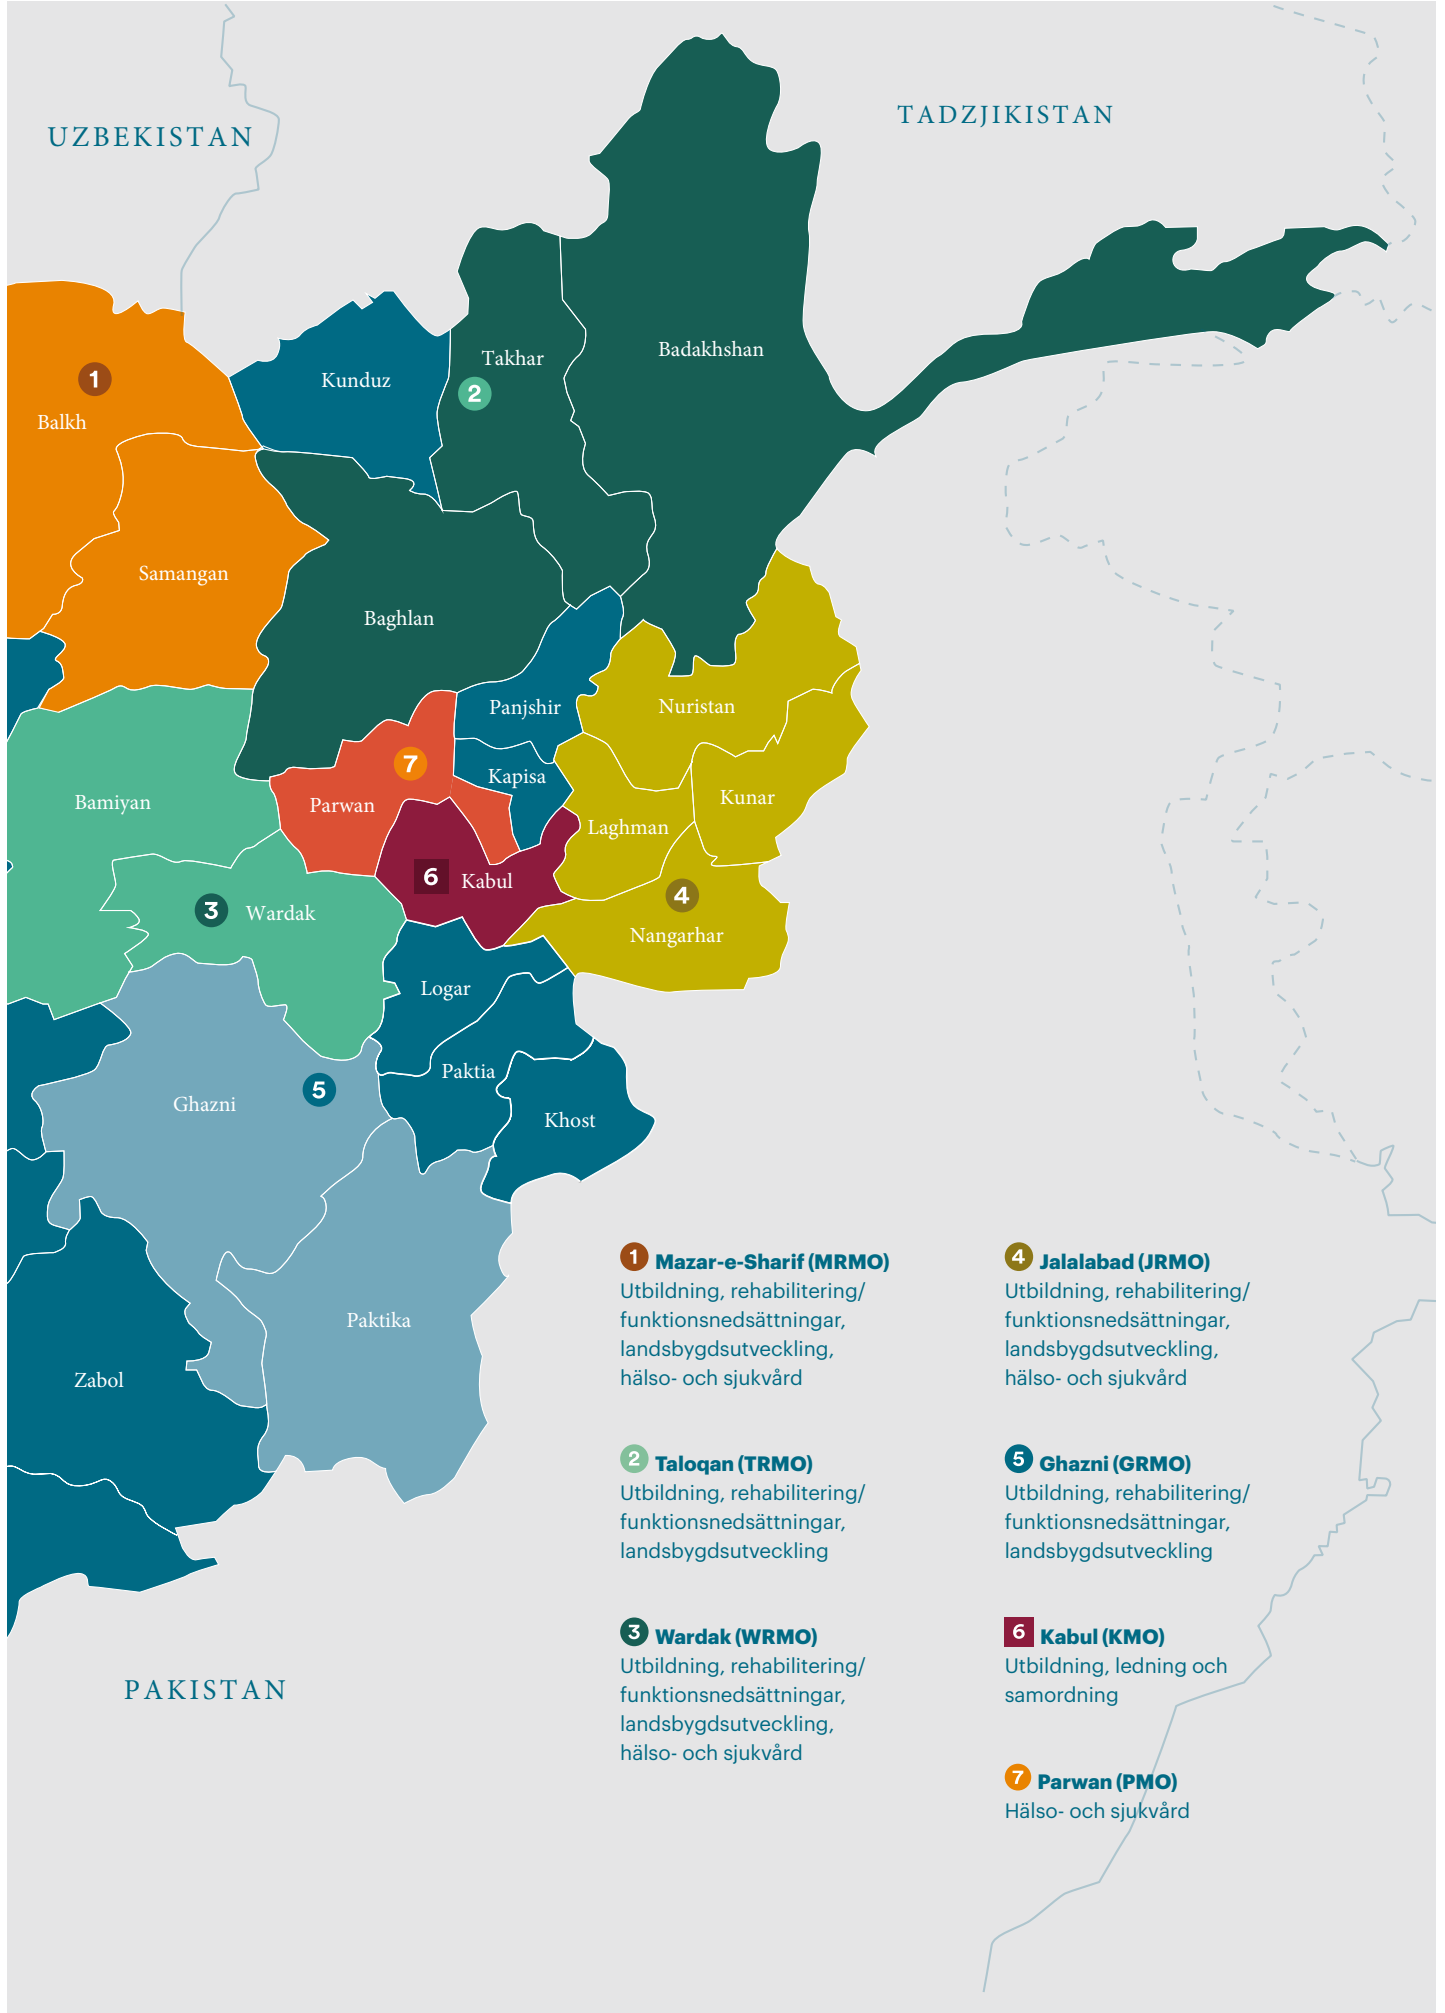 UZBEKISTAN
TADZJIKISTAN
Badakhshan
Takhar
2
Kunduz
1
Balkh
Samangan
Baghlan
Panjshir
Nuristan
7
Kapisa
Kunar
Bamiyan
Parwan
Laghman
6
Kabul
4
3
Wardak
Nangarhar
Logar
Paktia
5
Ghazni
Khost
Paktika
Zabol
PAKISTAN
1 Mazar-e-Sharif (MRMO)
Utbildning, rehabilitering/
funktionsnedsättningar,
landsbygdsutveckling,
hälso- och sjukvård
2 Taloqan (TRMO)
Utbildning, rehabilitering/
funktionsnedsättningar,
landsbygdsutveckling
3 Wardak (WRMO)
Utbildning, rehabilitering/
funktionsnedsättningar,
landsbygdsutveckling,
hälso- och sjukvård
4 Jalalabad (JRMO)
Utbildning, rehabilitering/
funktionsnedsättningar,
landsbygdsutveckling,
hälso- och sjukvård
5 Ghazni (GRMO)
Utbildning, rehabilitering/
funktionsnedsättningar,
landsbygdsutveckling
6 Kabul (KMO)
Utbildning, ledning och
samordning
7 Parwan (PMO)
Hälso- och sjukvård